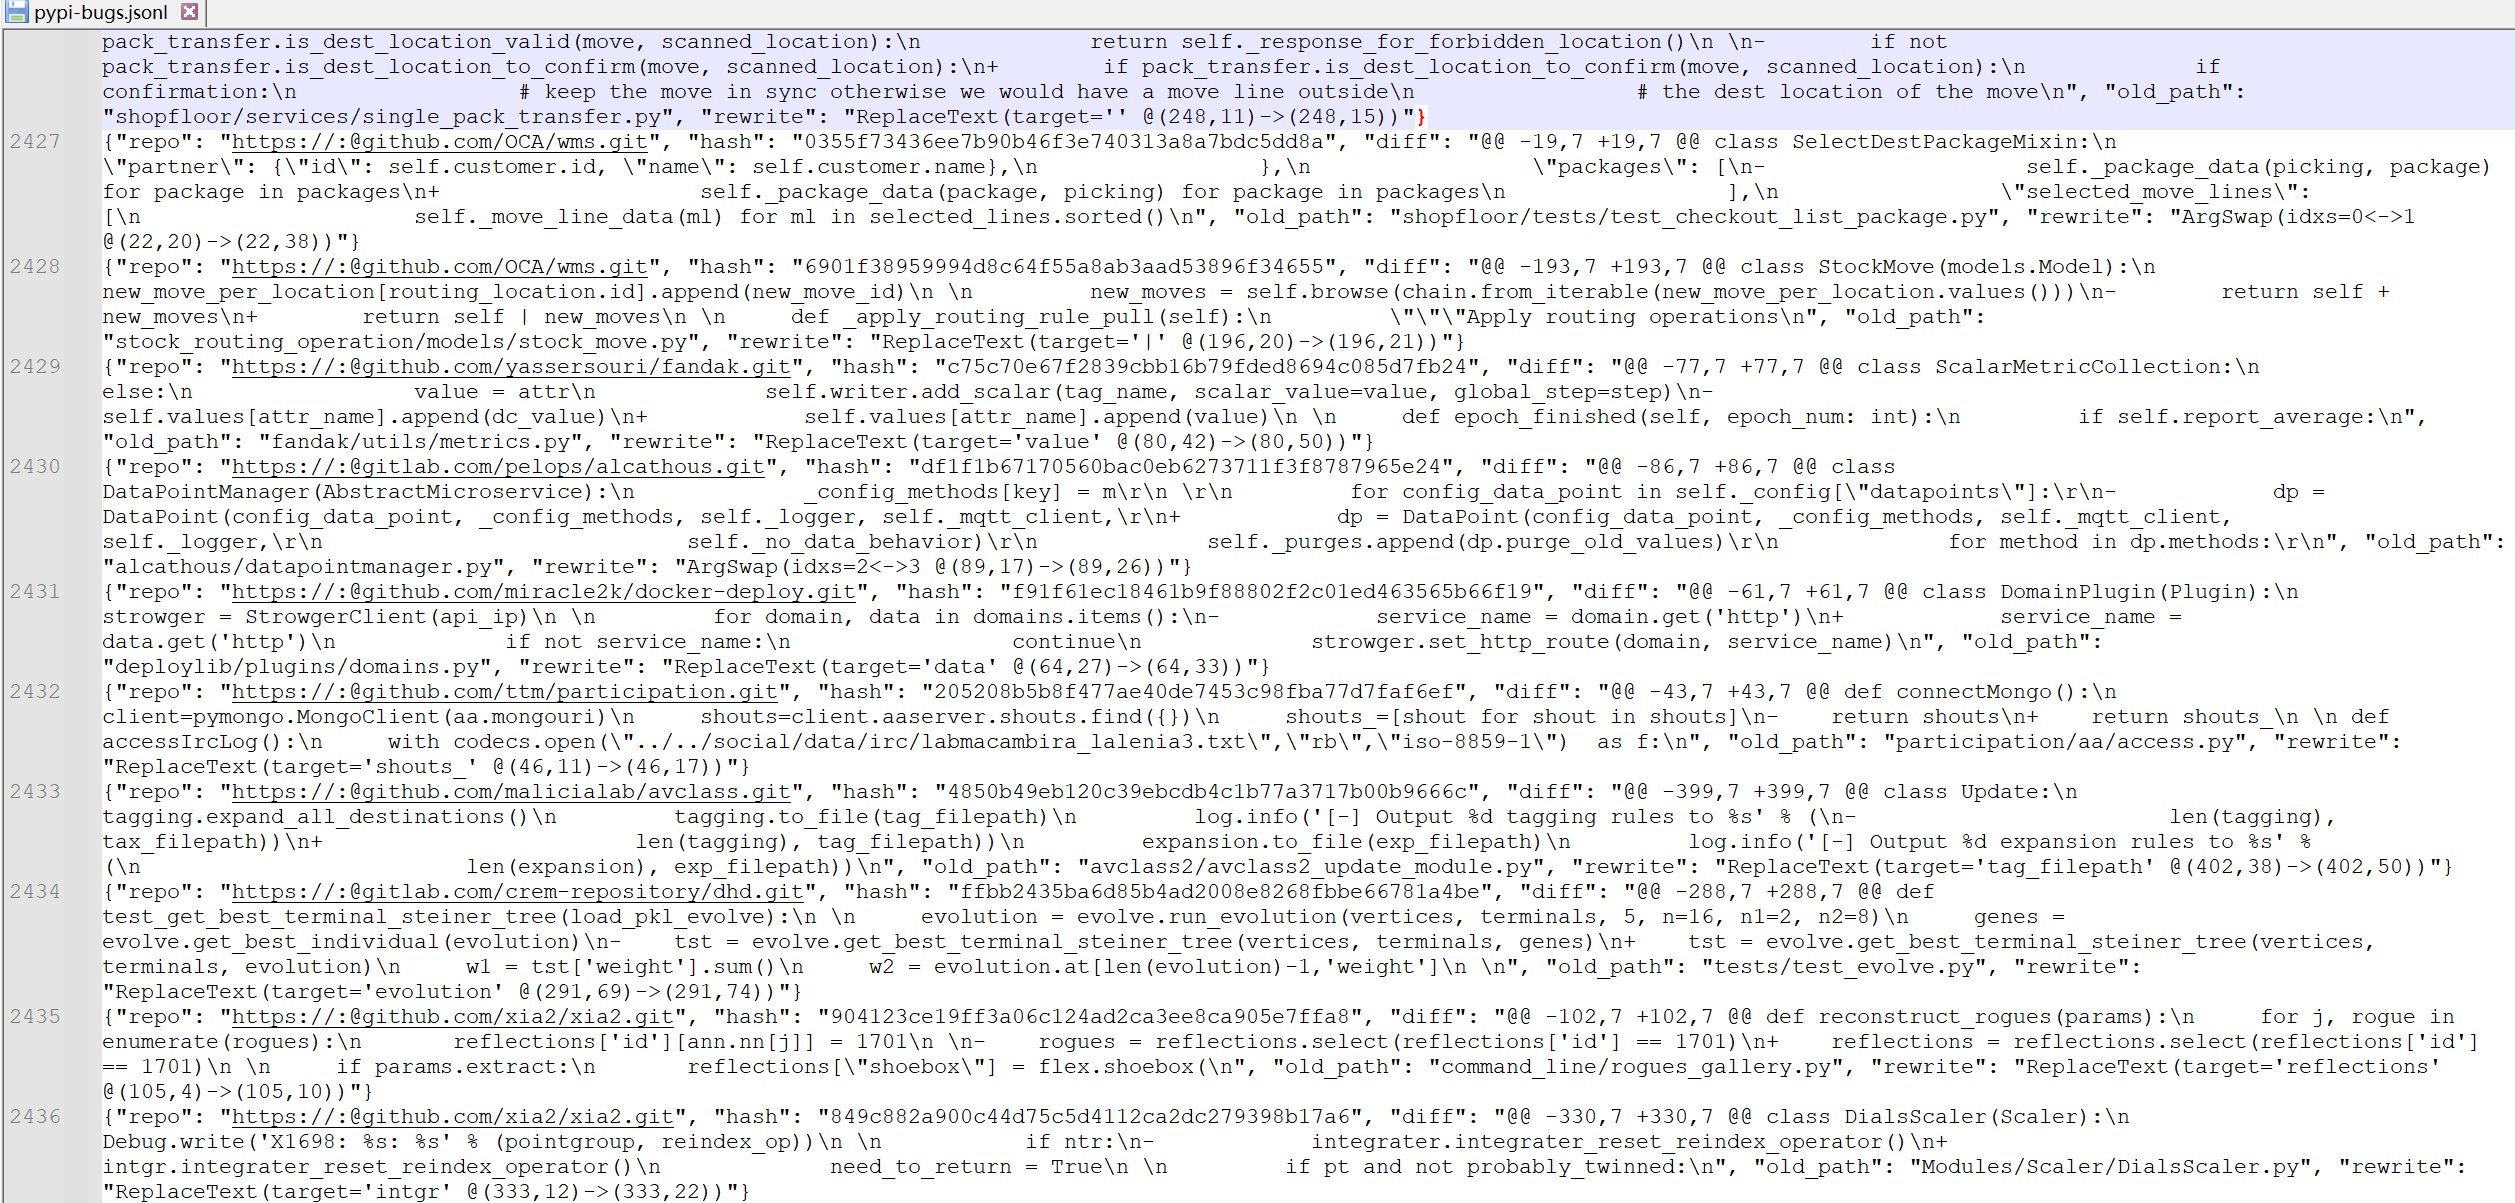 pypi-bugs.jsonl
pack_transfer.is_dest_location_valid(move, scanned_location):\n            return self._response_for_forbidden_location()\n \n-        if not
pack_transfer.is_dest_location_to_confirm(move, scanned_location):\n+        if pack_transfer.is_dest_location_to_confirm(move, scanned_location):\n            if
confirmation:\n                # keep the move in sync otherwise we would have a move line outside\n                # the dest location of the move\n", "old_path":
"shopfloor/services/single_pack_transfer.py", "rewrite": "ReplaceText(target='' @(248,11)->(248,15))"}
2427 {"repo": "https://:@github.com/OCA/wms.git", "hash": "0355f73436ee7b90b46f3e740313a8a7bdc5dd8a", "diff": "@@ -19,7 +19,7 @@ class SelectDestPackageMixin:\n
\"partner\": {\"id\": self.customer.id, \"name\": self.customer.name},\n                },\n                \"packages\": [\n-                    self._package_data(picking, package)
for package in packages\n+                    self._package_data(package, picking) for package in packages\n                ],\n                \"selected_move_lines\":
[\n                    self._move_line_data(ml) for ml in selected_lines.sorted()\n", "old_path": "shopfloor/tests/test_checkout_list_package.py", "rewrite": "ArgSwap(idxs=0<->1
@(22,20)->(22,38))"}
2428 {"repo": "https://:@github.com/OCA/wms.git", "hash": "6901f38959994d8c64f55a8ab3aad53896f34655", "diff": "@@ -193,7 +193,7 @@ class StockMove(models.Model):\n
new_move_per_location[routing_location.id].append(new_move_id)\n \n        new_moves = self.browse(chain.from_iterable(new_move_per_location.values()))\n-        return self +
new_moves\n+        return self | new_moves\n \n    def _apply_routing_rule_pull(self):\n        \"\"\"Apply routing operations\n", "old_path":
"stock_routing_operation/models/stock_move.py", "rewrite": "ReplaceText(target='|' @(196,20)->(196,21))"}
2429 {"repo": "https://:@github.com/yassersouri/fandak.git", "hash": "c75c70e67f2839cbb16b79fded8694c085d7fb24", "diff": "@@ -77,7 +77,7 @@ class ScalarMetricCollection:\n
else:\n                value = attr\n            self.writer.add_scalar(tag_name, scalar_value=value, global_step=step)\n-
self.values[attr_name].append(dc_value)\n+            self.values[attr_name].append(value)\n \n    def epoch_finished(self, epoch_num: int):\n        if self.report_average:\n",
"old_path": "fandak/utils/metrics.py", "rewrite": "ReplaceText(target='value' @(80,42)->(80,50))"}
2430 {"repo": "https://:@gitlab.com/pelops/alcathous.git", "hash": "df1f1b67170560bac0eb6273711f3f8787965e24", "diff": "@@ -86,7 +86,7 @@ class
DataPointManager(AbstractMicroservice):\n            _config_methods[key] = m\r\n \r\n        for config_data_point in self._config[\"datapoints\"]:\r\n-            dp =
DataPoint(config_data_point, _config_methods, self._logger, self._mqtt_client,\r\n+            dp = DataPoint(config_data_point, _config_methods, self._mqtt_client,
self._logger,\r\n                           self._no_data_behavior)\r\n            self._purges.append(dp.purge_old_values)\r\n            for method in dp.methods:\r\n", "old_path":
"alcathous/datapointmanager.py", "rewrite": "ArgSwap(idxs=2<->3 @(89,17)->(89,26))"}
2431 {"repo": "https://:@github.com/miracle2k/docker-deploy.git", "hash": "f91f61ec18461b9f88802f2c01ed463565b66f19", "diff": "@@ -61,7 +61,7 @@ class DomainPlugin(Plugin):\n
strowger = StrowgerClient(api_ip)\n \n        for domain, data in domains.items():\n-            service_name = domain.get('http')\n+            service_name =
data.get('http')\n            if not service_name:\n                continue\n            strowger.set_http_route(domain, service_name)\n", "old_path":
"deploylib/plugins/domains.py", "rewrite": "ReplaceText(target='data' @(64,27)->(64,33))"}
2432 {"repo": "https://:@github.com/ttm/participation.git", "hash": "205208b5b8f477ae40de7453c98fba77d7faf6ef", "diff": "@@ -43,7 +43,7 @@ def connectMongo():\n
client=pymongo.MongoClient(aa.mongouri)\n    shouts=client.aaserver.shouts.find({})\n    shouts_=[shout for shout in shouts]\n-    return shouts\n+    return shouts_\n \n def
accessIrcLog():\n    with codecs.open(\"../../social/data/irc/labmacambira_lalenia3.txt\",\"rb\",\"iso-8859-1\")  as f:\n", "old_path": "participation/aa/access.py", "rewrite":
"ReplaceText(target='shouts_' @(46,11)->(46,17))"}
2433 {"repo": "https://:@github.com/malicialab/avclass.git", "hash": "4850b49eb120c39ebcdb4c1b77a3717b00b9666c", "diff": "@@ -399,7 +399,7 @@ class Update:\n
tagging.expand_all_destinations()\n        tagging.to_file(tag_filepath)\n        log.info('[-] Output %d tagging rules to %s' % (\n-                    len(tagging),
tax_filepath))\n+                    len(tagging), tag_filepath))\n        expansion.to_file(exp_filepath)\n        log.info('[-] Output %d expansion rules to %s' %
(\n                    len(expansion), exp_filepath))\n", "old_path": "avclass2/avclass2_update_module.py", "rewrite": "ReplaceText(target='tag_filepath' @(402,38)->(402,50))"}
2434 {"repo": "https://:@gitlab.com/crem-repository/dhd.git", "hash": "ffbb2435ba6d85b4ad2008e8268fbbe66781a4be", "diff": "@@ -288,7 +288,7 @@ def
test_get_best_terminal_steiner_tree(load_pkl_evolve):\n \n    evolution = evolve.run_evolution(vertices, terminals, 5, n=16, n1=2, n2=8)\n    genes =
evolve.get_best_individual(evolution)\n-    tst = evolve.get_best_terminal_steiner_tree(vertices, terminals, genes)\n+    tst = evolve.get_best_terminal_steiner_tree(vertices,
terminals, evolution)\n    w1 = tst['weight'].sum()\n    w2 = evolution.at[len(evolution)-1,'weight']\n \n", "old_path": "tests/test_evolve.py", "rewrite":
"ReplaceText(target='evolution' @(291,69)->(291,74))"}
2435 {"repo": "https://:@github.com/xia2/xia2.git", "hash": "904123ce19ff3a06c124ad2ca3ee8ca905e7ffa8", "diff": "@@ -102,7 +102,7 @@ def reconstruct_rogues(params):\n    for j, rogue in
enumerate(rogues):\n        reflections['id'][ann.nn[j]] = 1701\n \n-    rogues = reflections.select(reflections['id'] == 1701)\n+    reflections = reflections.select(reflections['id']
== 1701)\n \n    if params.extract:\n        reflections[\"shoebox\"] = flex.shoebox(\n", "old_path": "command_line/rogues_gallery.py", "rewrite": "ReplaceText(target='reflections'
@(105,4)->(105,10))"}
2436 {"repo": "https://:@github.com/xia2/xia2.git", "hash": "849c882a900c44d75c5d4112ca2dc279398b17a6", "diff": "@@ -330,7 +330,7 @@ class DialsScaler(Scaler):\n
Debug.write('X1698: %s: %s' % (pointgroup, reindex_op))\n \n            if ntr:\n-            integrater.integrater_reset_reindex_operator()\n+
intgr.integrater_reset_reindex_operator()\n            need_to_return = True\n \n        if pt and not probably_twinned:\n", "old_path": "Modules/Scaler/DialsScaler.py", "rewrite":
"ReplaceText(target='intgr' @(333,12)->(333,22))"}